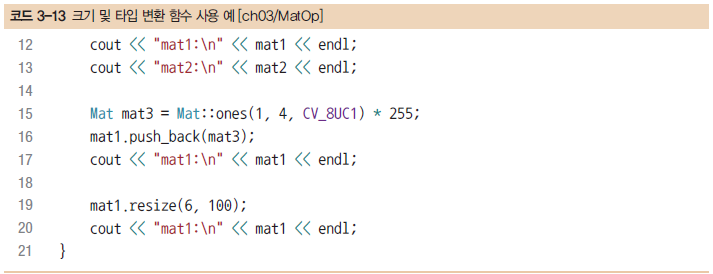 코드 3-13 크기 및 타입 변환 함수 사용 예 [ch03/MatOp]
12 cout << "mat1:\n" << mat1 << endl;
13 cout << "mat2:\n" << mat2 << endl;
14
15 Mat mat3 = Mat::ones(1, 4, CV_8UC1) * 255;
16 mat1.push_back(mat3);
17 cout << "mat1:\n" << mat1 << endl;
18
19 mat1.resize(6, 100);
20 cout << "mat1:\n" << mat1 << endl;
21 }